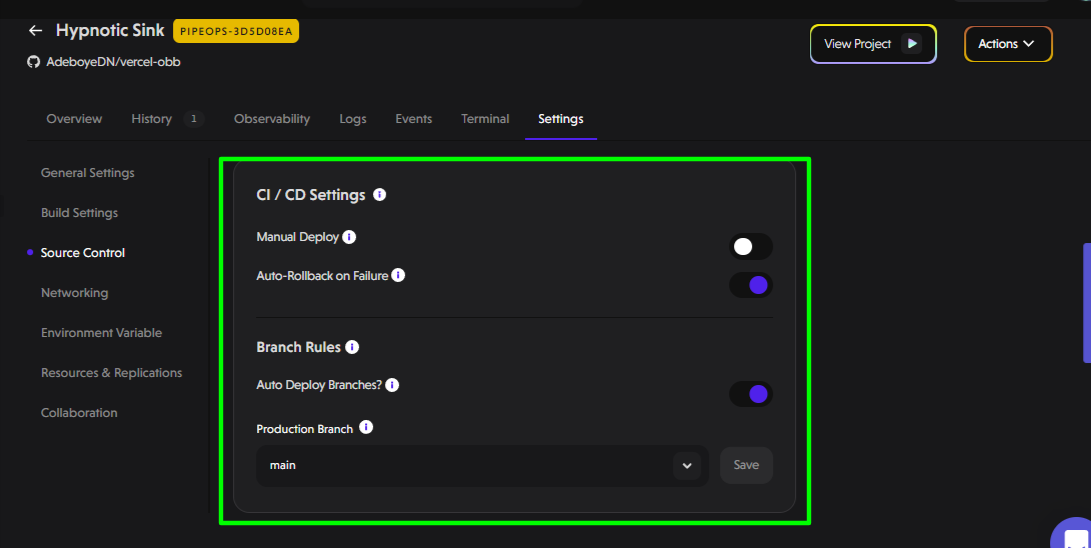 Hypnotic Sink PIPEOPS-3D5D08EA
AdeboyeDN/vercel-obb
View Project
Actions
Overview History 1 Observability Logs Events Terminal Settings
General Settings
Build Settings
Source Control
Networking
Environment Variable
Resources & Replications
Collaboration
CI / CD Settings i
Manual Deploy i
Auto-Rollback on Failure i
Branch Rules i
Auto Deploy Branches? i
Production Branch i
main
Save